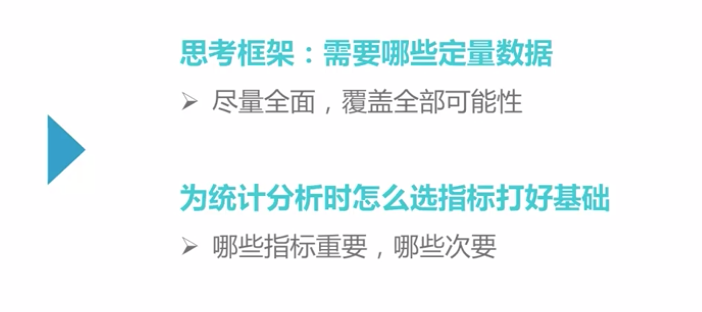 思考框架：需要哪些定量数据
➢ 尽量全面，覆盖全部可能性
为统计分析时怎么选指标打好基础
➢ 哪些指标重要，哪些次要